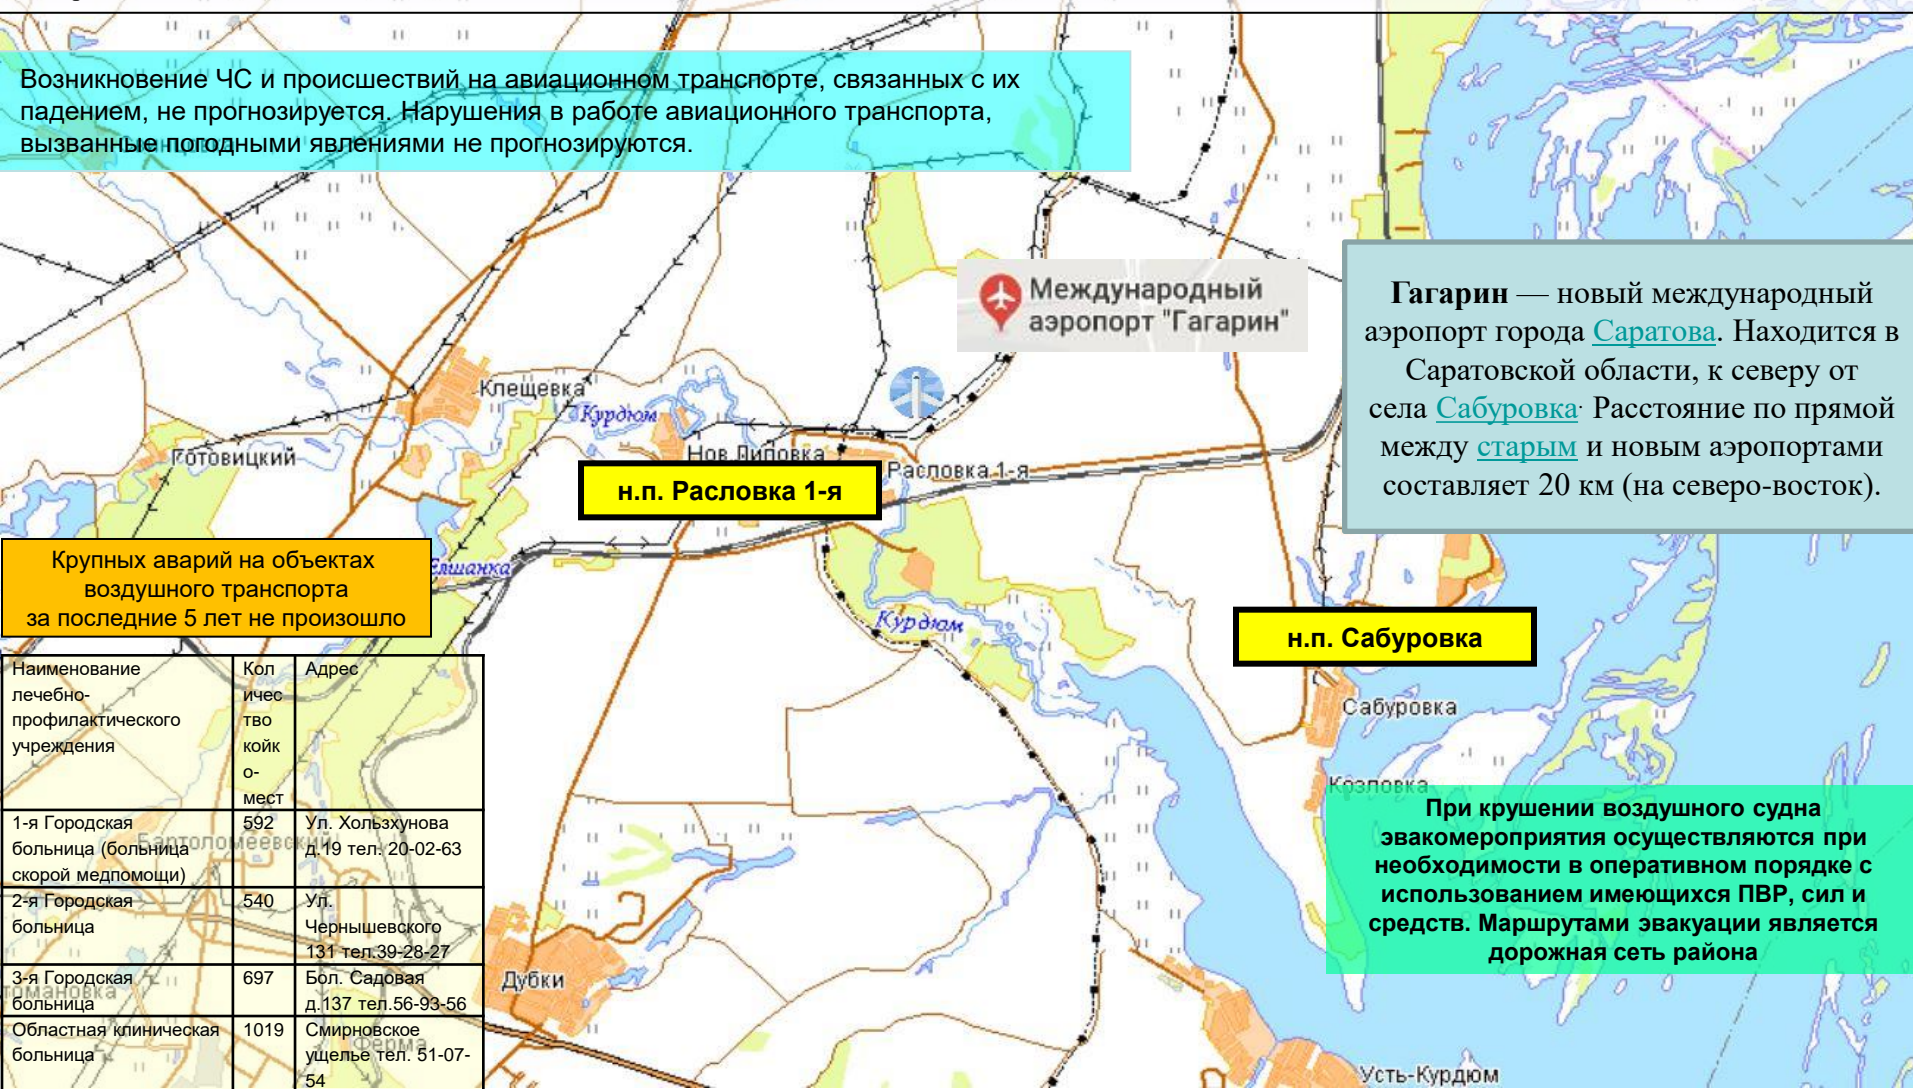 Возникновение ЧС и происшествий на авиационном транспорте, связанных с их
падением, не прогнозируется. Нарушения в работе авиационного транспорта,
вызванные погодными явлениями не прогнозируются.
Международный
аэропорт "Гагарин"
Гагарин — новый международный
аэропорт города Саратова. Находится в
Саратовской области, к северу от
села Сабуровка. Расстояние по прямой
между старым и новым аэропортами
составляет 20 км (на северо-восток).
Клещевка
Курдюм
Готовицкий
Нов.Липовка
Расловка 1-я
н.п. Расловка 1-я
Елшанка
Крупных аварий на объектах
воздушного транспорта
за последние 5 лет не произошло
Курдюм
н.п. Сабуровка
Сабуровка
Козловка
При крушении воздушного судна
эвакомероприятия осуществляются при
необходимости в оперативном порядке с
использованием имеющихся ПВР, сил и
средств. Маршрутами эвакуации является
дорожная сеть района
Наименование
лечебно-
профилактического
учреждения
Кол
ичес
тво
койк
о-
мест
Адрес
1-я Городская
больница (больница
скорой медпомощи)
592
Ул. Хользхунова
д.19 тел. 20-02-63
Бартоломеевский
2-я Городская
больница
540
Ул.
Чернышевского
131 тел.39-28-27
3-я Городская
больница
697
Бол. Садовая
д.137 тел.56-93-56
Областная клиническая
больница
1019
Смирновское
ущелье тел. 51-07-
54
Ферма
Дубки
Усть-Курдюм